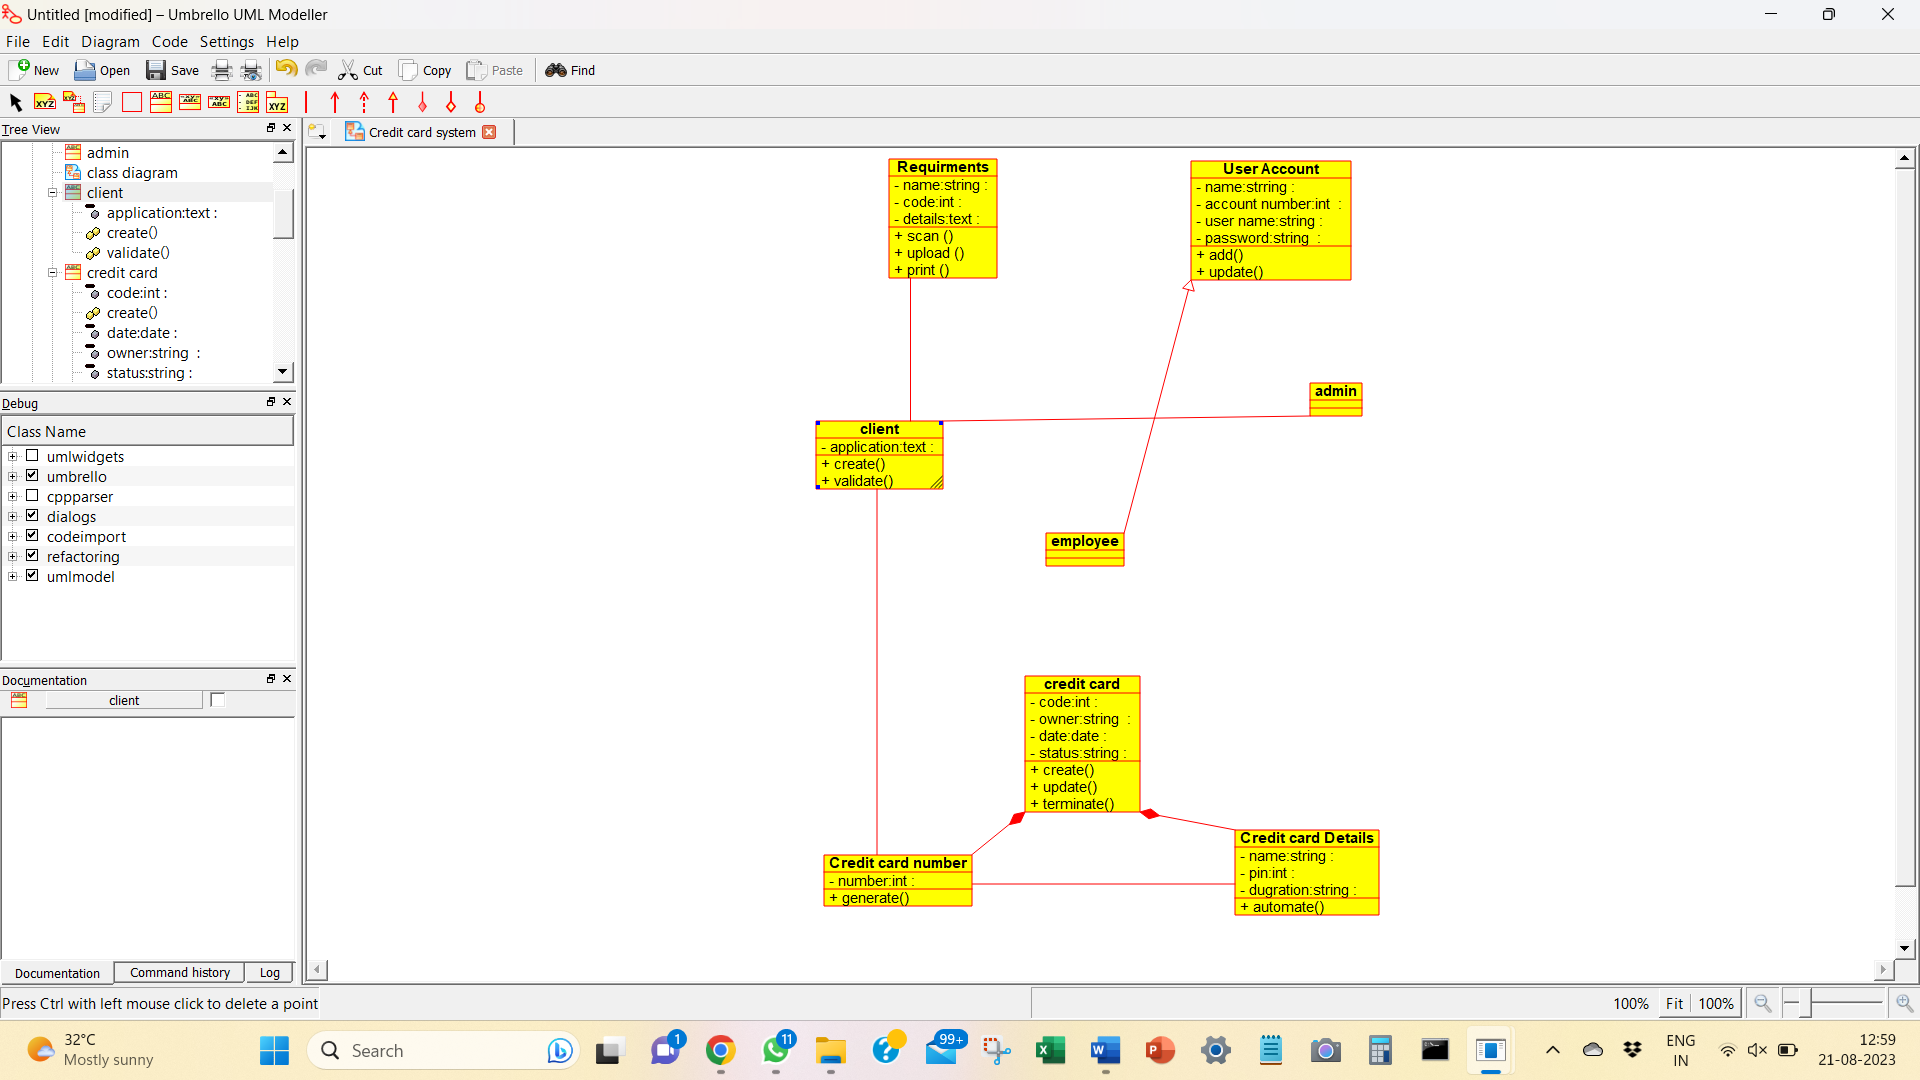 Untitled [modified] – Umbrello UML Modeller
File Edit Diagram Code Settings Help
New Open Save Cut Copy Paste Find
Tree View
admin
class diagram
client
application:text :
create()
validate()
credit card
code:int :
create()
date:date :
owner:string  :
status:string :
Debug
Class Name
umlwidgets
umbrello
cppparser
dialogs
codeimport
refactoring
umlmodel
Documentation
client
Documentation Command history Log
Credit card system
Requirments
- name:string :
- code:int :
- details:text :
+ scan ()
+ upload ()
+ print ()
User Account
- name:strring :
- account number:int  :
- user name:string :
- password:string  :
+ add()
+ update()
admin
client
- application:text :
+ create()
+ validate()
employee
credit card
- code:int :
- owner:string  :
- date:date :
- status:string :
+ create()
+ update()
+ terminate()
Credit card number
- number:int :
+ generate()
Credit card Details
- name:string :
- pin:int :
- dugration:string :
+ automate()
Press Ctrl with left mouse click to delete a point
100% Fit 100%
32°C
Mostly sunny
Search
1
11
99+
ENG
IN
12:59
21-08-2023